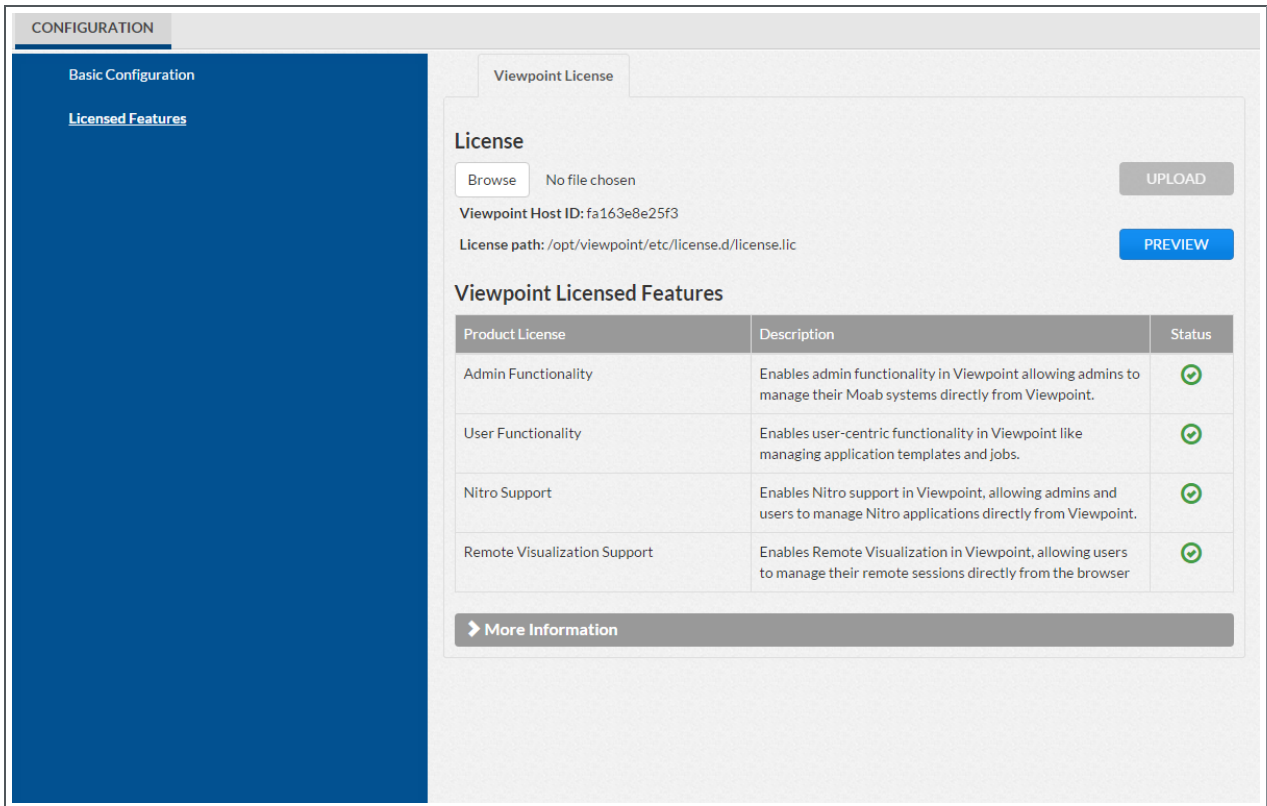 CONFIGURATION
Basic Configuration
Licensed Features
Viewpoint License
License
Browse No file chosen UPLOAD
Viewpoint Host ID: fa163e8e25f3
License path: /opt/viewpoint/etc/license.d/license.lic PREVIEW
Viewpoint Licensed Features
Product License Description Status
Admin Functionality Enables admin functionality in Viewpoint allowing admins to
manage their Moab systems directly from Viewpoint.
User Functionality Enables user-centric functionality in Viewpoint like
managing application templates and jobs.
Nitro Support Enables Nitro support in Viewpoint, allowing admins and
users to manage Nitro applications directly from Viewpoint.
Remote Visualization Support Enables Remote Visualization in Viewpoint, allowing users
to manage their remote sessions directly from the browser
More Information